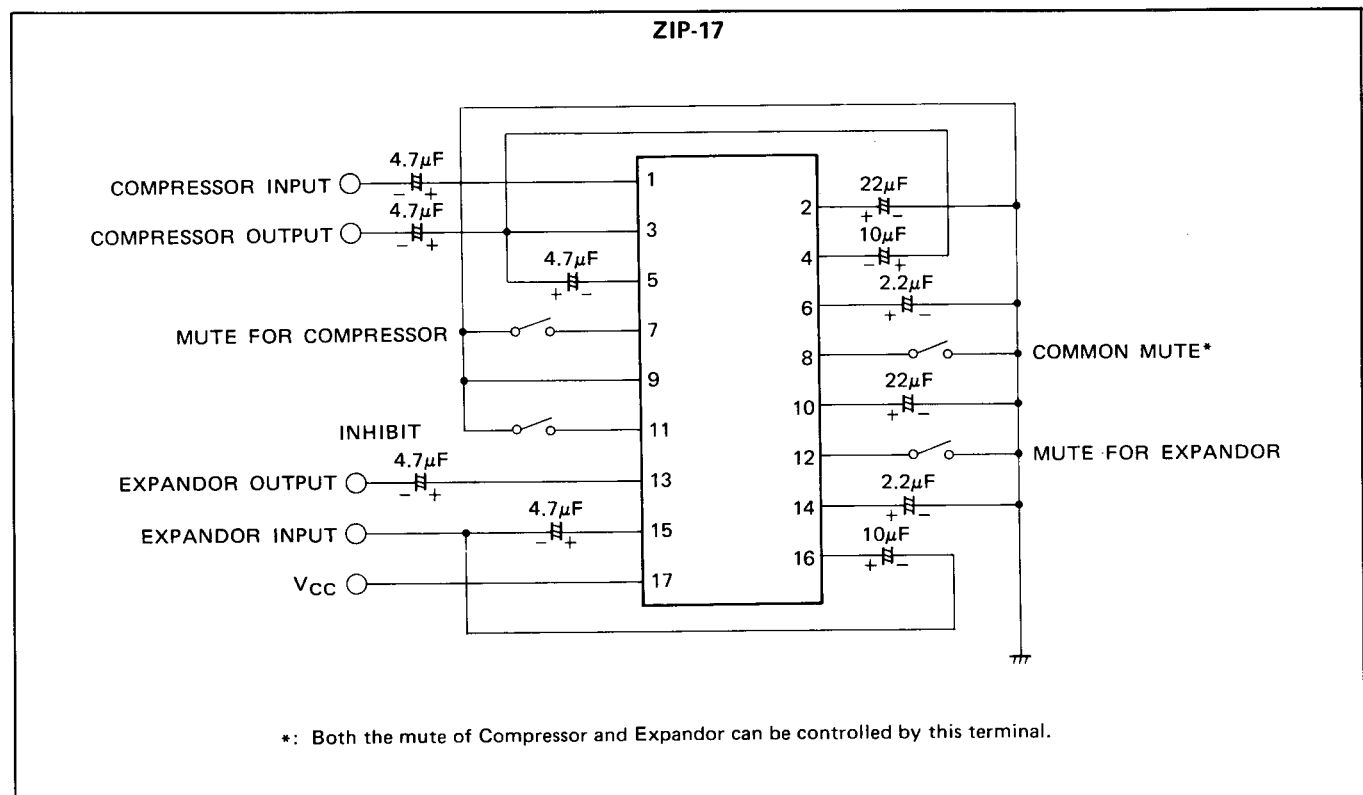 ZIP-17
4.7μF
COMPRESSOR INPUT
− +
1
4.7μF
COMPRESSOR OUTPUT
− +
3
4.7μF
+ −
5
MUTE FOR COMPRESSOR
7
9
INHIBIT
11
4.7μF
EXPANDOR OUTPUT
− +
13
4.7μF
EXPANDOR INPUT
− +
15
VCC
17
22μF
2
+ −
10μF
4
− +
2.2μF
6
+ −
8
COMMON MUTE*
22μF
10
+ −
12
MUTE FOR EXPANDOR
2.2μF
14
+ −
10μF
16
+ −
*: Both the mute of Compressor and Expandor can be controlled by this terminal.